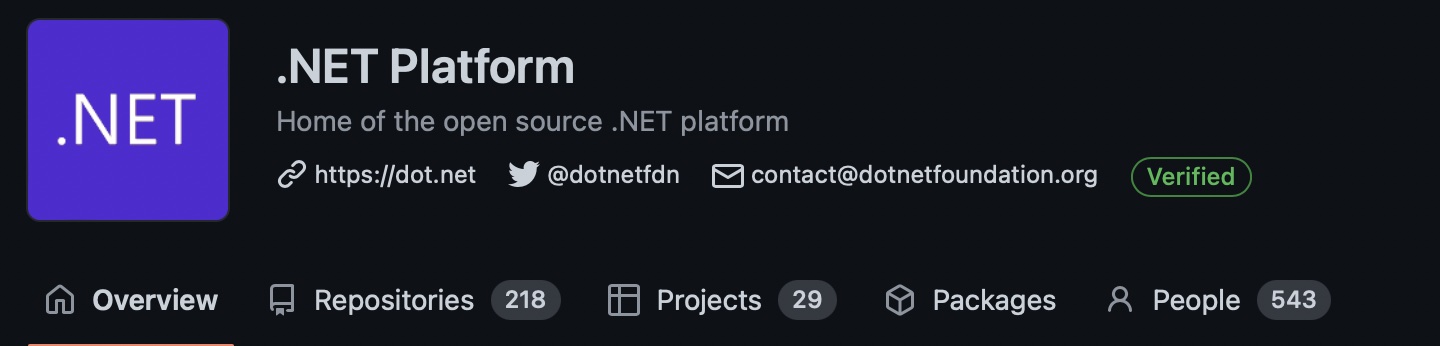 .NET
.NET Platform
Home of the open source .NET platform
https://dot.net @dotnetfdn contact@dotnetfoundation.org Verified
Overview Repositories 218 Projects 29 Packages People 543